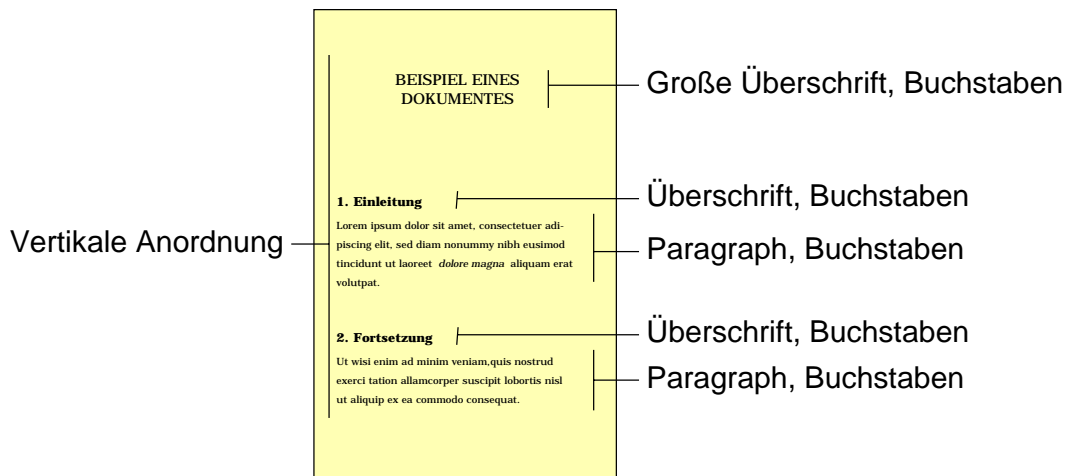 BEISPIEL EINES
DOKUMENTES
Große Überschrift, Buchstaben
1. Einleitung
Überschrift, Buchstaben
Lorem ipsum dolor sit amet, consectetuer adi-
piscing elit, sed diam nonummy nibh eusimod
tincidunt ut laoreet dolore magna aliquam erat
volutpat.
Vertikale Anordnung
Paragraph, Buchstaben
2. Fortsetzung
Überschrift, Buchstaben
Ut wisi enim ad minim veniam,quis nostrud
exerci tation allamcorper suscipit lobortis nisl
ut aliquip ex ea commodo consequat.
Paragraph, Buchstaben